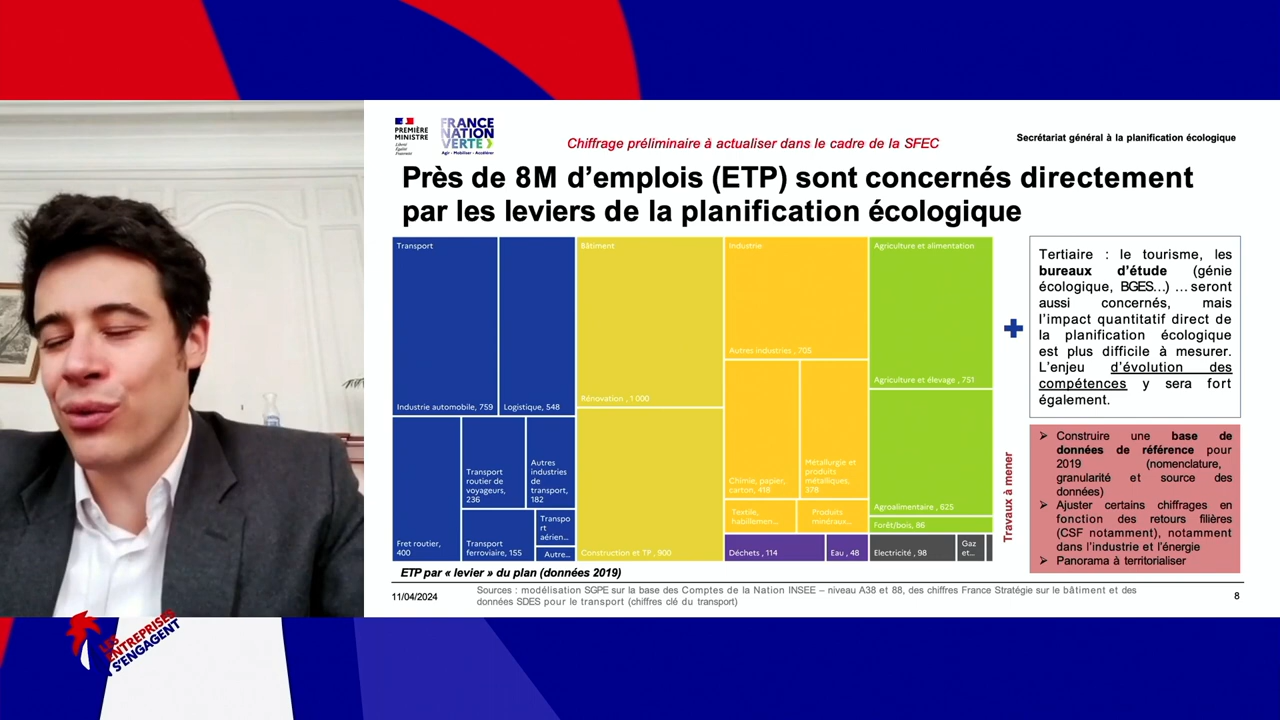 PREMIÈRE
MINISTRE
Liberté
Égalité
Fraternité
FRANCE
NATION
VERTE
Agir • Mobiliser • Accélérer
Chiffrage préliminaire à actualiser dans le cadre de la SFEC
Secrétariat général à la planification écologique
Près de 8M d’emplois (ETP) sont concernés directement
par les leviers de la planification écologique
Transport
Industrie automobile, 759
Logistique, 548
Fret routier,
400
Transport
routier de
voyageurs,
236
Autres
industries
de
transport,
182
Transport
ferroviaire, 155
Transpo
rt
aérien...
Autre...
Bâtiment
Rénovation , 1 000
Construction et TP , 900
Industrie
Autres industries , 705
Chimie, papier,
carton, 418
Métallurgie et
produits
métalliques,
378
Textile,
habillemen...
Produits
minéraux...
Déchets , 114
Eau , 48
Agriculture et alimentation
Agriculture et élevage , 751
Agroalimentaire , 625
Forêt/bois, 86
Electricité , 98
Gaz
et...
Tertiaire : le tourisme, les
bureaux d’étude (génie
écologique, BGES...) ... seront
aussi concernés, mais
l’impact quantitatif direct de
la planification écologique
est plus difficile à mesurer.
L’enjeu d’évolution des
compétences y sera fort
également.
Travaux à mener
➢ Construire une base de
données de référence pour
2019 (nomenclature,
granularité et source des
données)
➢ Ajuster certains chiffrages en
fonction des retours filières
(CSF notamment), notamment
dans l’industrie et l’énergie
➢ Panorama à territorialiser
ETP par « levier » du plan (données 2019)
11/04/2024
Sources : modélisation SGPE sur la base des Comptes de la Nation INSEE – niveau A38 et 88, des chiffres France Stratégie sur le bâtiment et des
données SDES pour le transport (chiffres clé du transport)
8
LES
ENTREPRISES
S'ENGAGENT